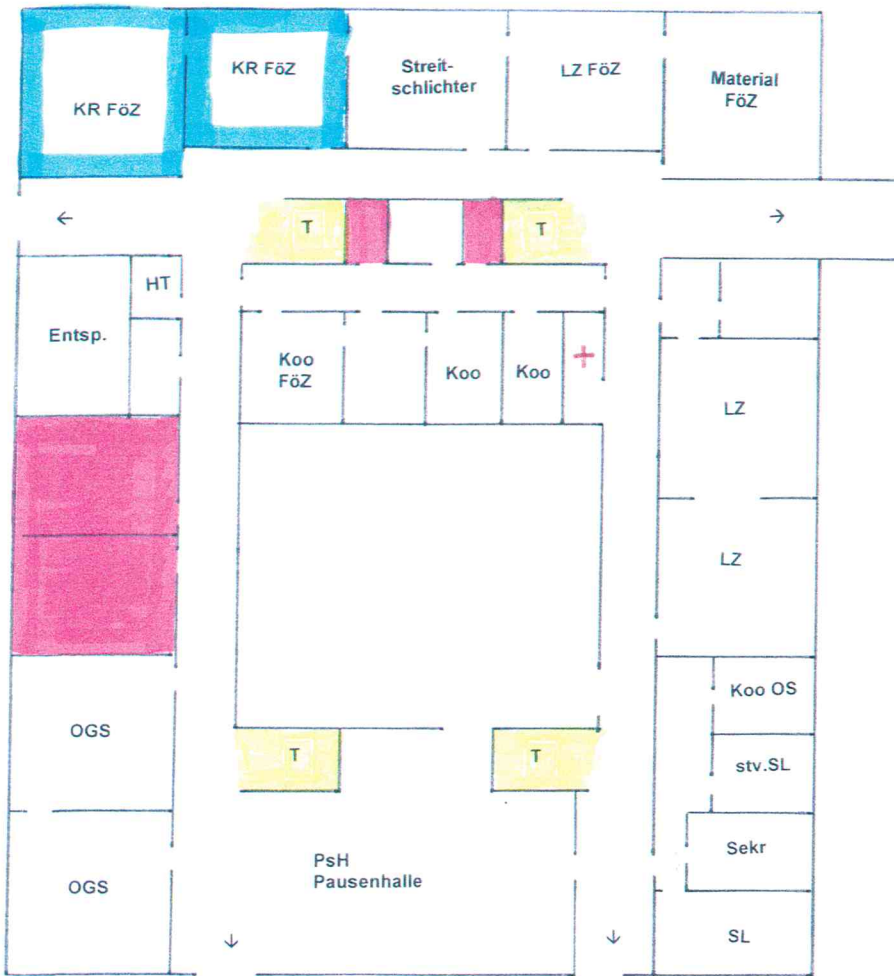 KR FöZ
KR FöZ
Streit-
schlichter
LZ FöZ
Material
FöZ
←
T
T
→
HT
Entsp.
Koo
FöZ
Koo
Koo
LZ
LZ
OGS
T
T
Koo OS
stv.SL
Sekr
PsH
Pausenhalle
OGS
SL
↓
↓